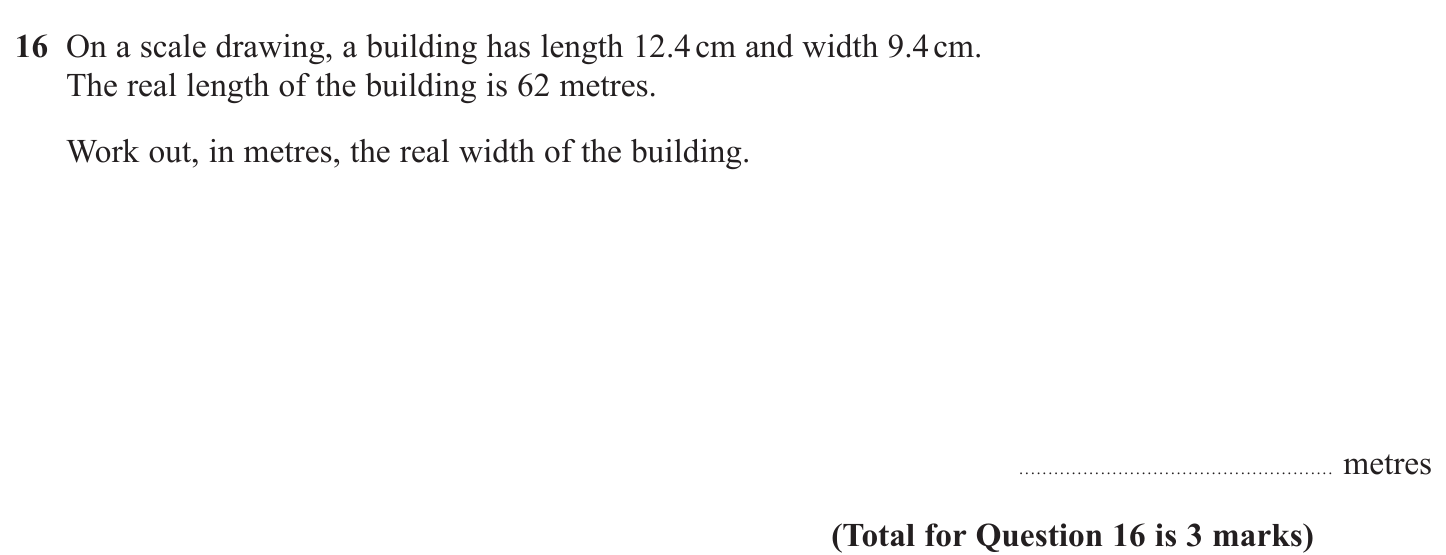 16 On a scale drawing, a building has length 12.4 cm and width 9.4 cm.
The real length of the building is 62 metres.
Work out, in metres, the real width of the building.
...................................................... metres
(Total for Question 16 is 3 marks)